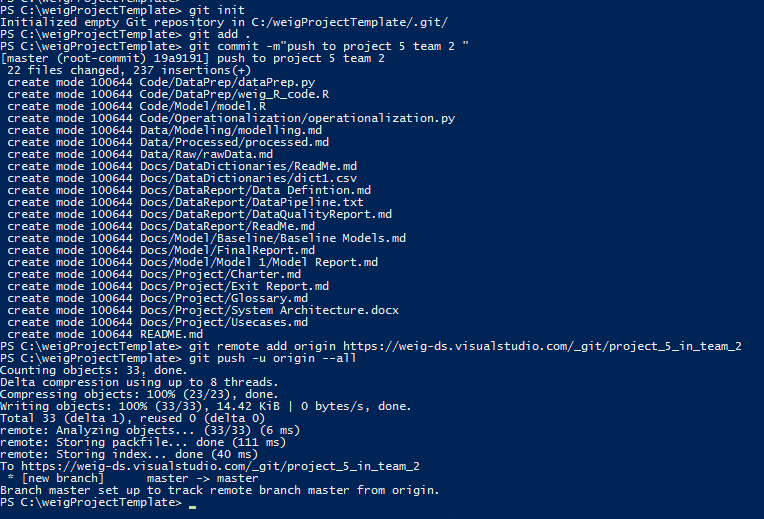 PS C:\weigProjectTemplate> git init
Initialized empty Git repository in C:/weigProjectTemplate/.git/
PS C:\weigProjectTemplate> git add .
PS C:\weigProjectTemplate> git commit -m"push to project 5 team 2 "
[master (root-commit) 19a9191] push to project 5 team 2
 22 files changed, 237 insertions(+)
 create mode 100644 Code/DataPrep/dataPrep.py
 create mode 100644 Code/DataPrep/weig_R_code.R
 create mode 100644 Code/Model/model.R
 create mode 100644 Code/Operationalization/operationalization.py
 create mode 100644 Data/Modeling/modelling.md
 create mode 100644 Data/Processed/processed.md
 create mode 100644 Data/Raw/rawData.md
 create mode 100644 Docs/DataDictionaries/ReadMe.md
 create mode 100644 Docs/DataDictionaries/dict1.csv
 create mode 100644 Docs/DataReport/Data Defintion.md
 create mode 100644 Docs/DataReport/DataPipeline.txt
 create mode 100644 Docs/DataReport/DataQualityReport.md
 create mode 100644 Docs/DataReport/ReadMe.md
 create mode 100644 Docs/Model/Baseline/Baseline Models.md
 create mode 100644 Docs/Model/FinalReport.md
 create mode 100644 Docs/Model/Model 1/Model Report.md
 create mode 100644 Docs/Project/Charter.md
 create mode 100644 Docs/Project/Exit Report.md
 create mode 100644 Docs/Project/Glossary.md
 create mode 100644 Docs/Project/System Architecture.docx
 create mode 100644 Docs/Project/Usecases.md
 create mode 100644 README.md
PS C:\weigProjectTemplate> git remote add origin https://weig-ds.visualstudio.com/_git/project_5_in_team_2
PS C:\weigProjectTemplate> git push -u origin --all
Counting objects: 33, done.
Delta compression using up to 8 threads.
Compressing objects: 100% (23/23), done.
Writing objects: 100% (33/33), 14.42 KiB | 0 bytes/s, done.
Total 33 (delta 1), reused 0 (delta 0)
remote: Analyzing objects... (33/33) (6 ms)
remote: Storing packfile... done (111 ms)
remote: Storing index... done (40 ms)
To https://weig-ds.visualstudio.com/_git/project_5_in_team_2
 * [new branch]      master -> master
Branch master set up to track remote branch master from origin.
PS C:\weigProjectTemplate> _